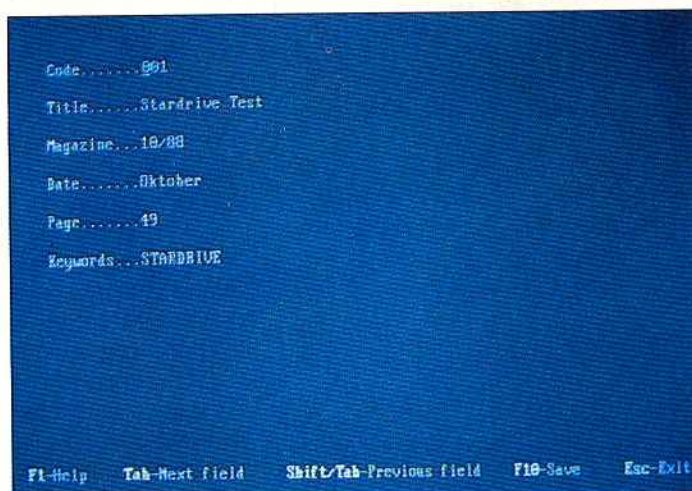 Code.......001
Title......Stardrive Test
Magazine...10/88
Date.......Oktober
Page.......49
Keywords...STARDRIVE
F1-Help Tab-Next field Shift/Tab-Previous field F10-Save Esc-Exit